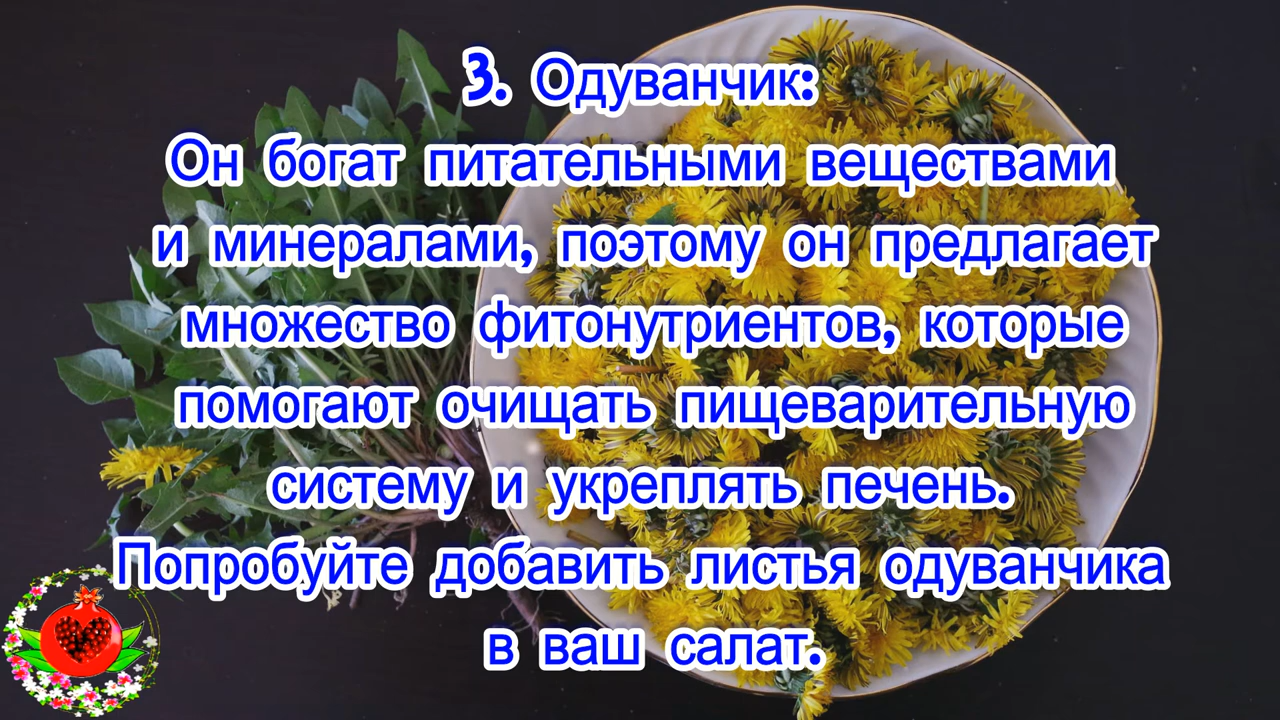 3. Одуванчик:
Он богат питательными веществами
и минералами, поэтому он предлагает
множество фитонутриентов, которые
помогают очищать пищеварительную
систему и укреплять печень.
Попробуйте добавить листья одуванчика
в ваш салат.